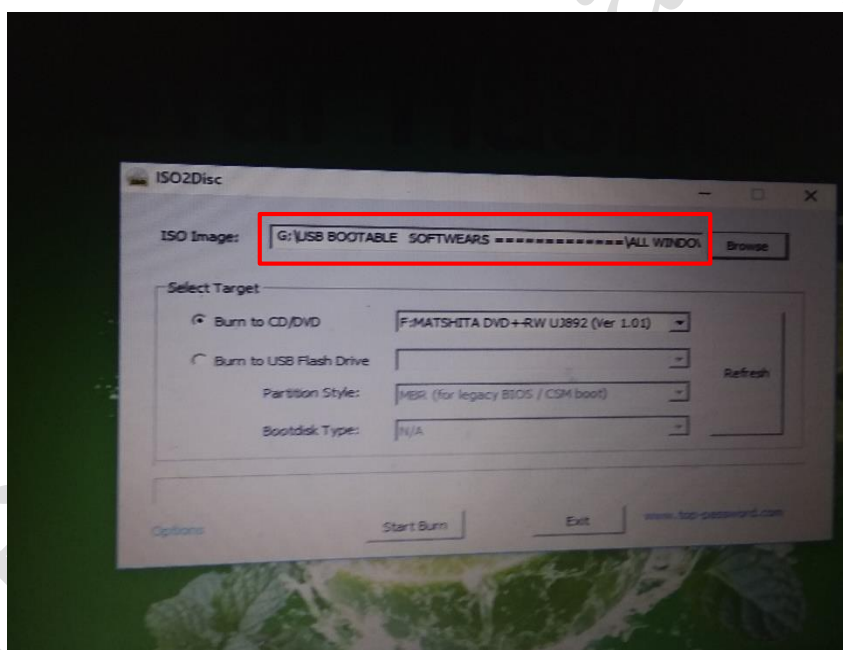 ISO2Disc
ISO Image: G:\USB BOOTABLE SOFTWEARS =============\ALL WINDOW Browse
Select Target
Burn to CD/DVD F:MATSHITA DVD+-RW UJ892 (Ver 1.01)
Burn to USB Flash Drive
Refresh
Partition Style: MBR (for legacy BIOS / CSM boot)
Bootdisk Type: N/A
Options Start Burn Exit www.top-password.com